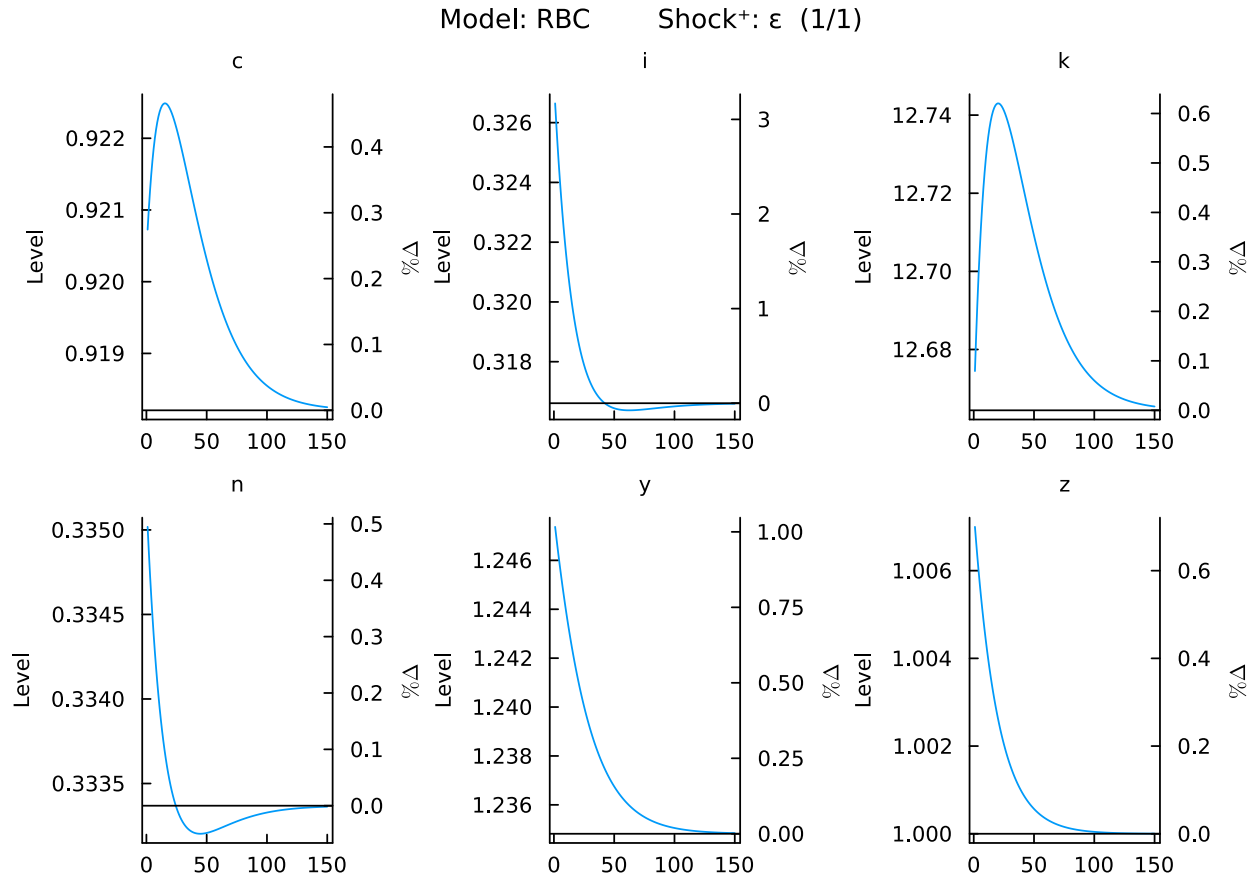 Model: RBC Shock⁺: ε (1/1)
c
Level
0.922
0.921
0.920
0.919
0.4
0.3
0.2
0.1
0.0
%Δ
0 50 100 150
i
Level
0.326
0.324
0.322
0.320
0.318
3
2
1
0
%Δ
0 50 100 150
k
Level
12.74
12.72
12.70
12.68
0.6
0.5
0.4
0.3
0.2
0.1
0.0
%Δ
0 50 100 150
n
Level
0.3350
0.3345
0.3340
0.3335
0.5
0.4
0.3
0.2
0.1
0.0
%Δ
0 50 100 150
y
Level
1.246
1.244
1.242
1.240
1.238
1.236
1.00
0.75
0.50
0.25
0.00
%Δ
0 50 100 150
z
Level
1.006
1.004
1.002
1.000
0.6
0.4
0.2
0.0
%Δ
0 50 100 150